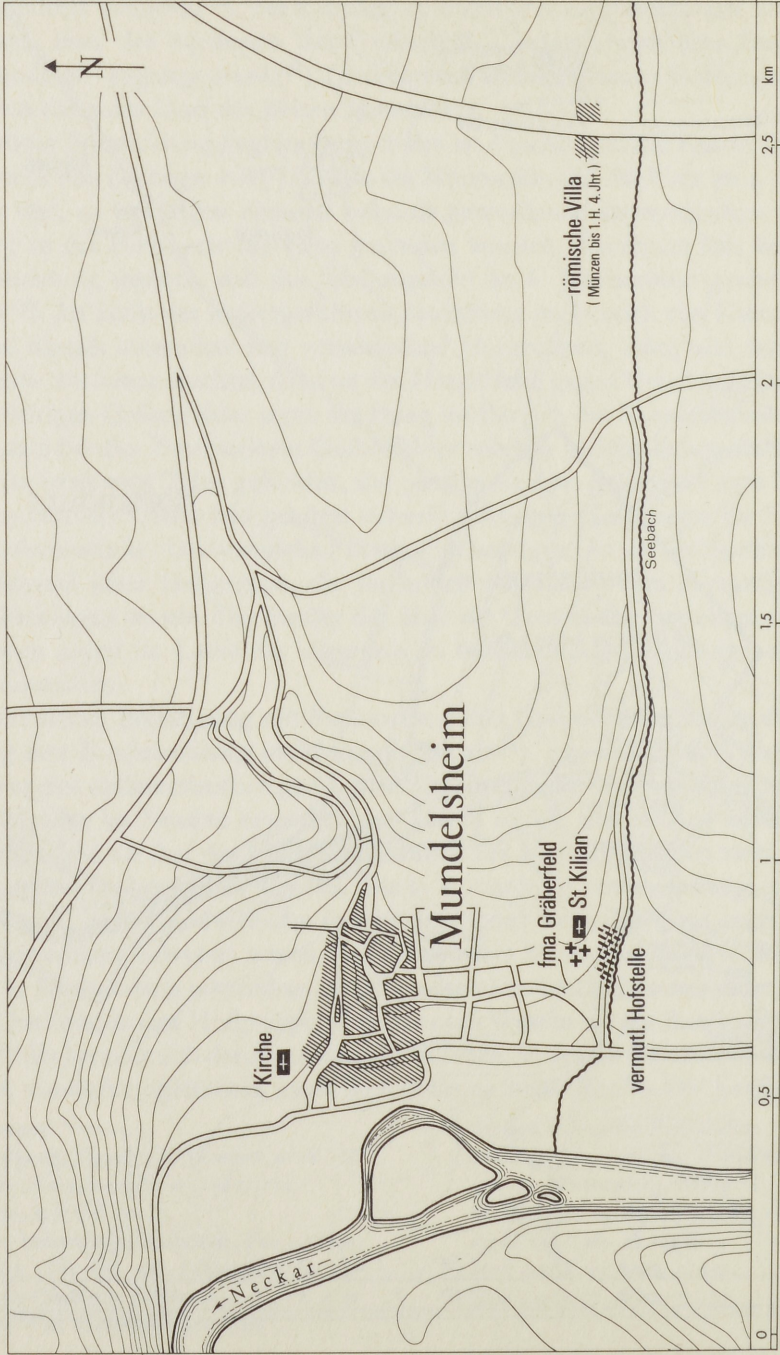 N
Neckar
Kirche
Mundelsheim
fma. Gräberfeld
St. Kilian
vermutl. Hofstelle
Seebach
römische Villa
( Münzen bis 1. H. 4. Jht.)
0
0,5
1
1,5
2
2,5
km